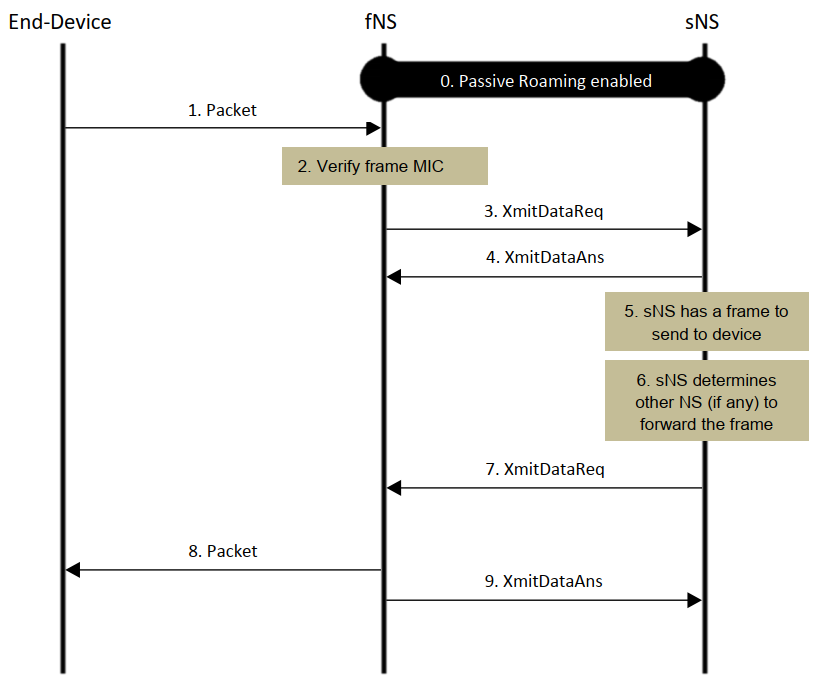 End-Device
fNS
sNS
0. Passive Roaming enabled
1. Packet
2. Verify frame MIC
3. XmitDataReq
4. XmitDataAns
5. sNS has a frame to
send to device
6. sNS determines
other NS (if any) to
forward the frame
7. XmitDataReq
8. Packet
9. XmitDataAns